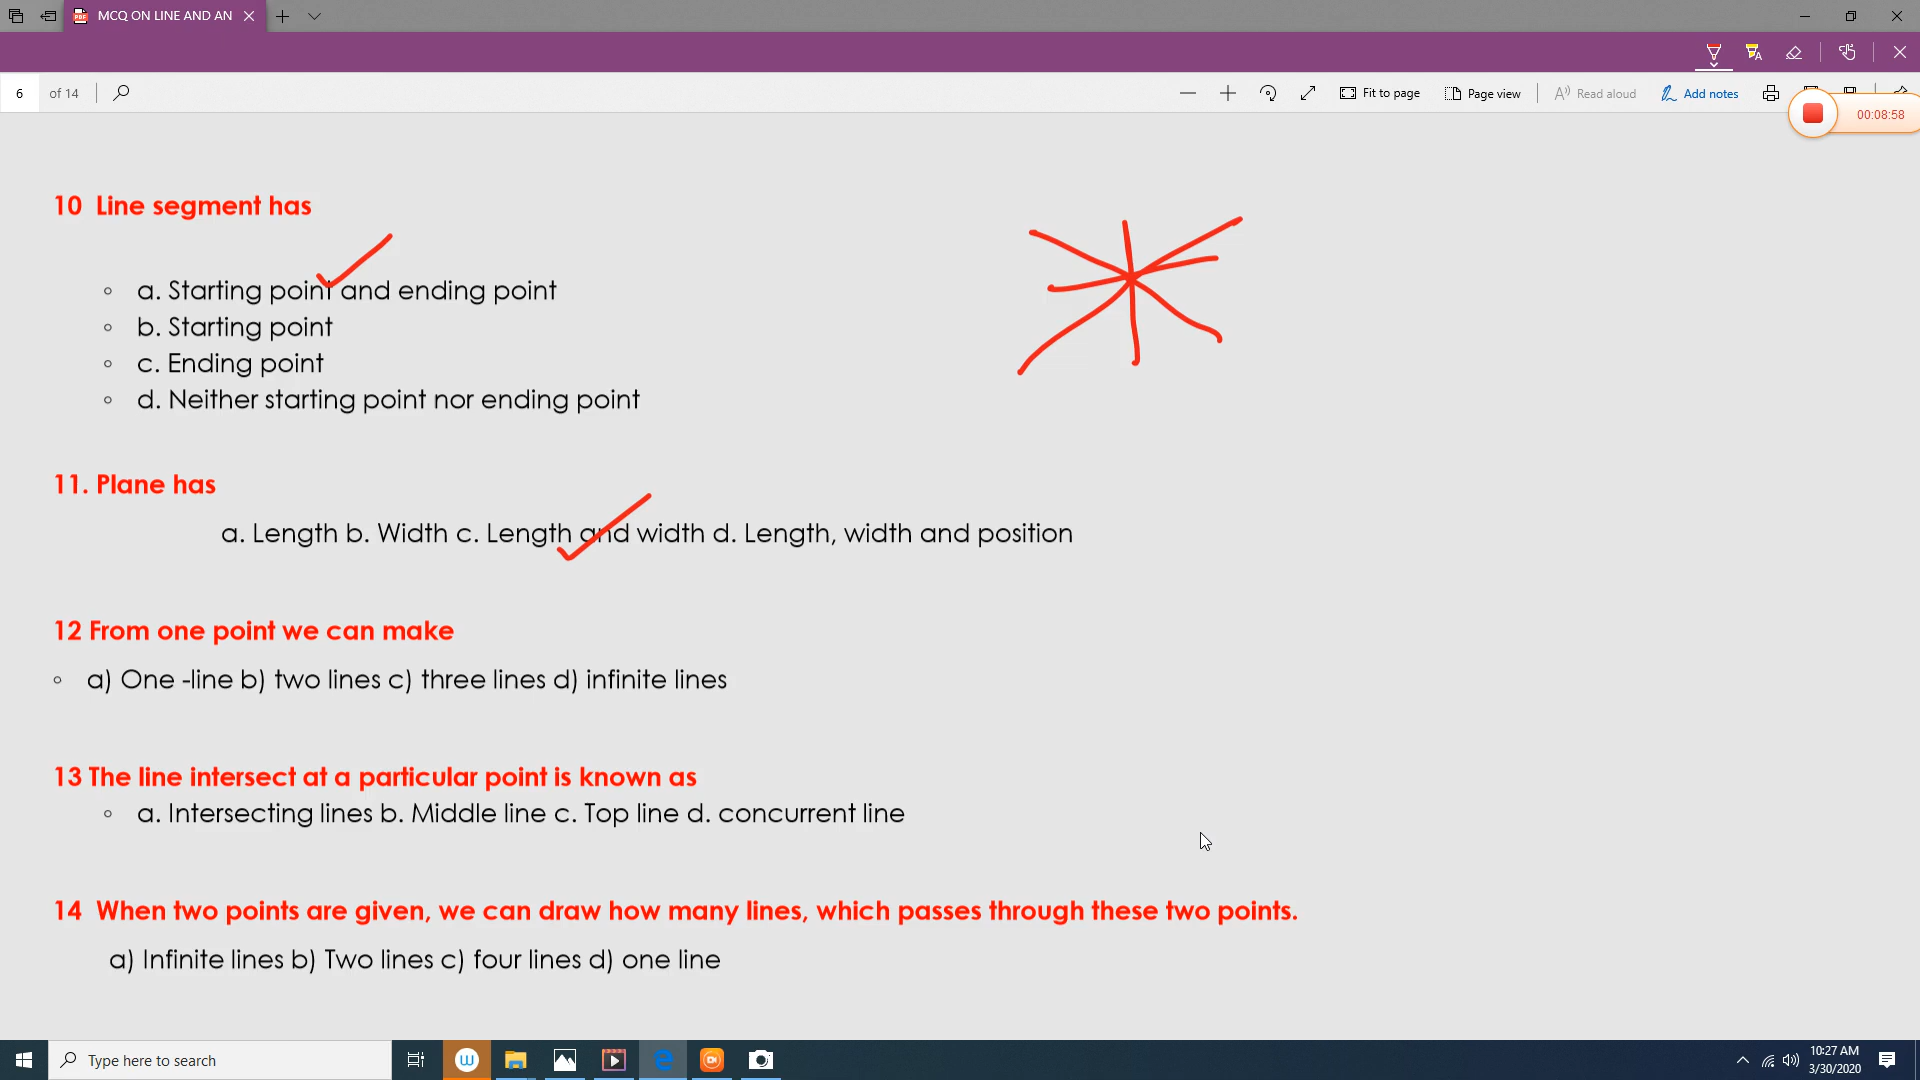 MCQ ON LINE AND AN
6 of 14
Fit to page
Page view
Read aloud
Add notes
00:08:58
10 Line segment has
a. Starting point and ending point
b. Starting point
c. Ending point
d. Neither starting point nor ending point
11. Plane has
a. Length b. Width c. Length and width d. Length, width and position
12 From one point we can make
a) One -line b) two lines c) three lines d) infinite lines
13 The line intersect at a particular point is known as
a. Intersecting lines b. Middle line c. Top line d. concurrent line
14 When two points are given, we can draw how many lines, which passes through these two points.
a) Infinite lines b) Two lines c) four lines d) one line
Type here to search
10:27 AM
3/30/2020